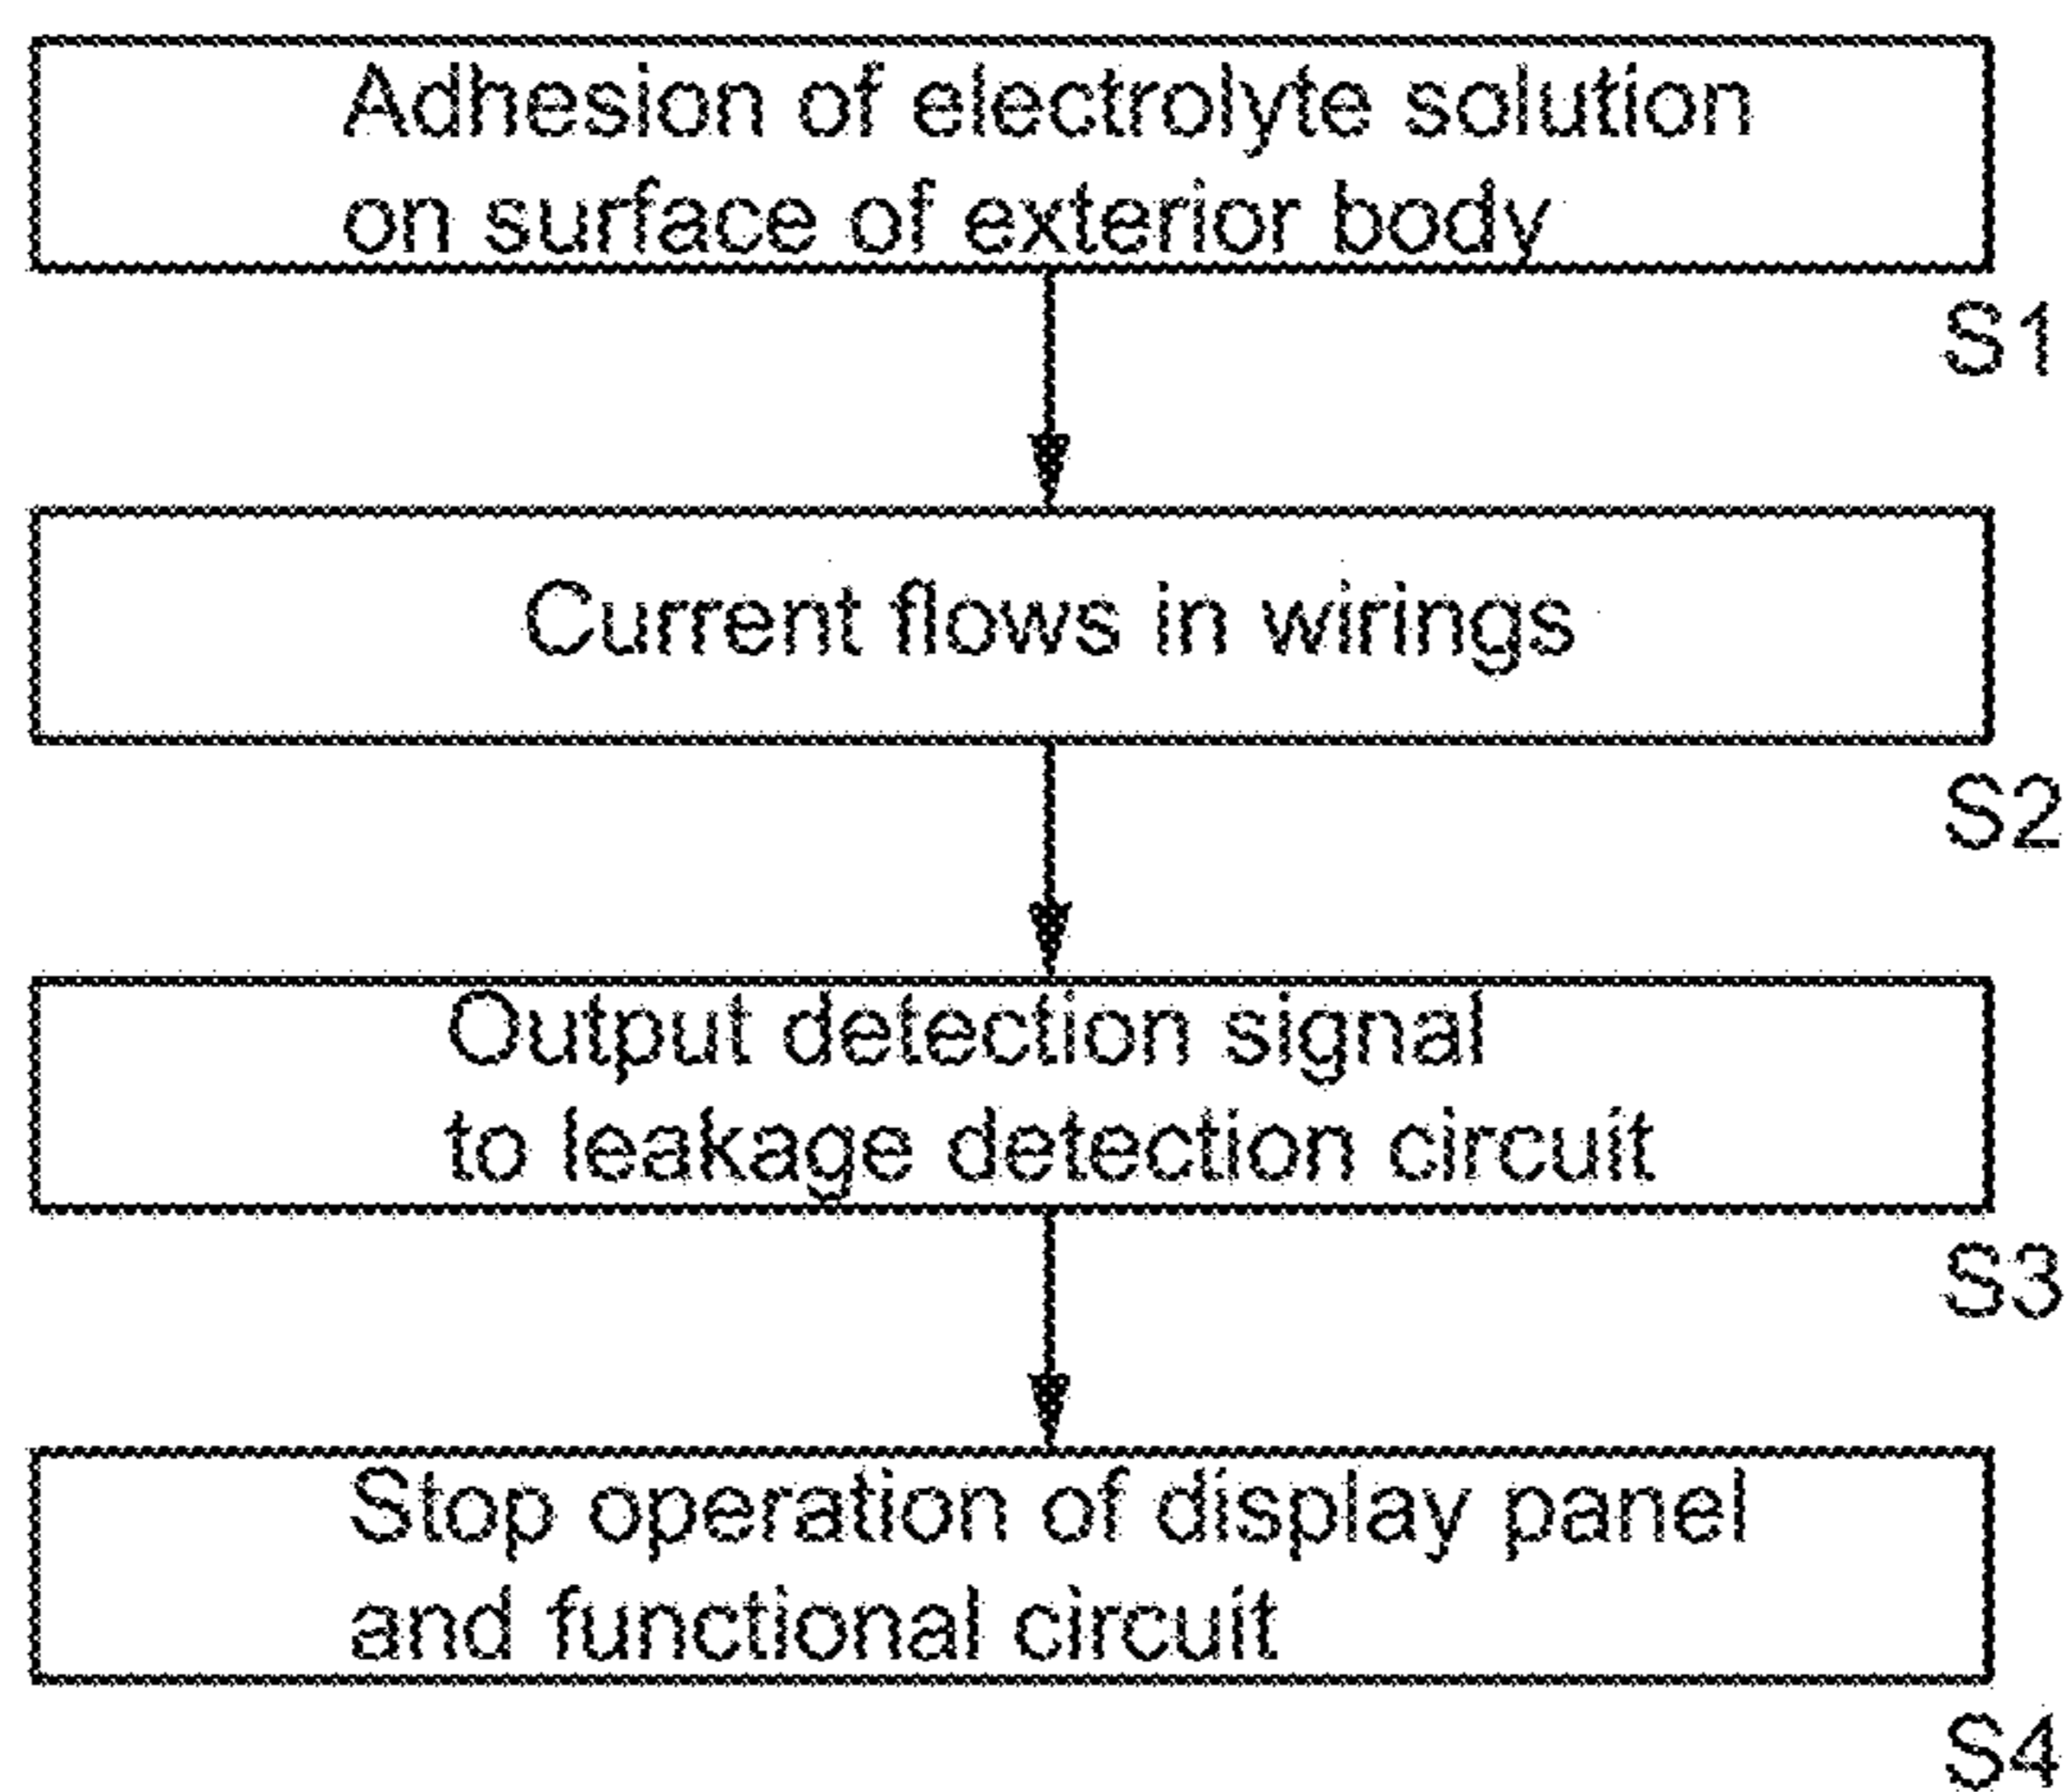 Adhesion of electrolyte solution
on surface of exterior body
S1
Current flows in wirings
S2
Output detection signal
to leakage detection circuit
S3
Stop operation of display panel
and functional circuit
S4